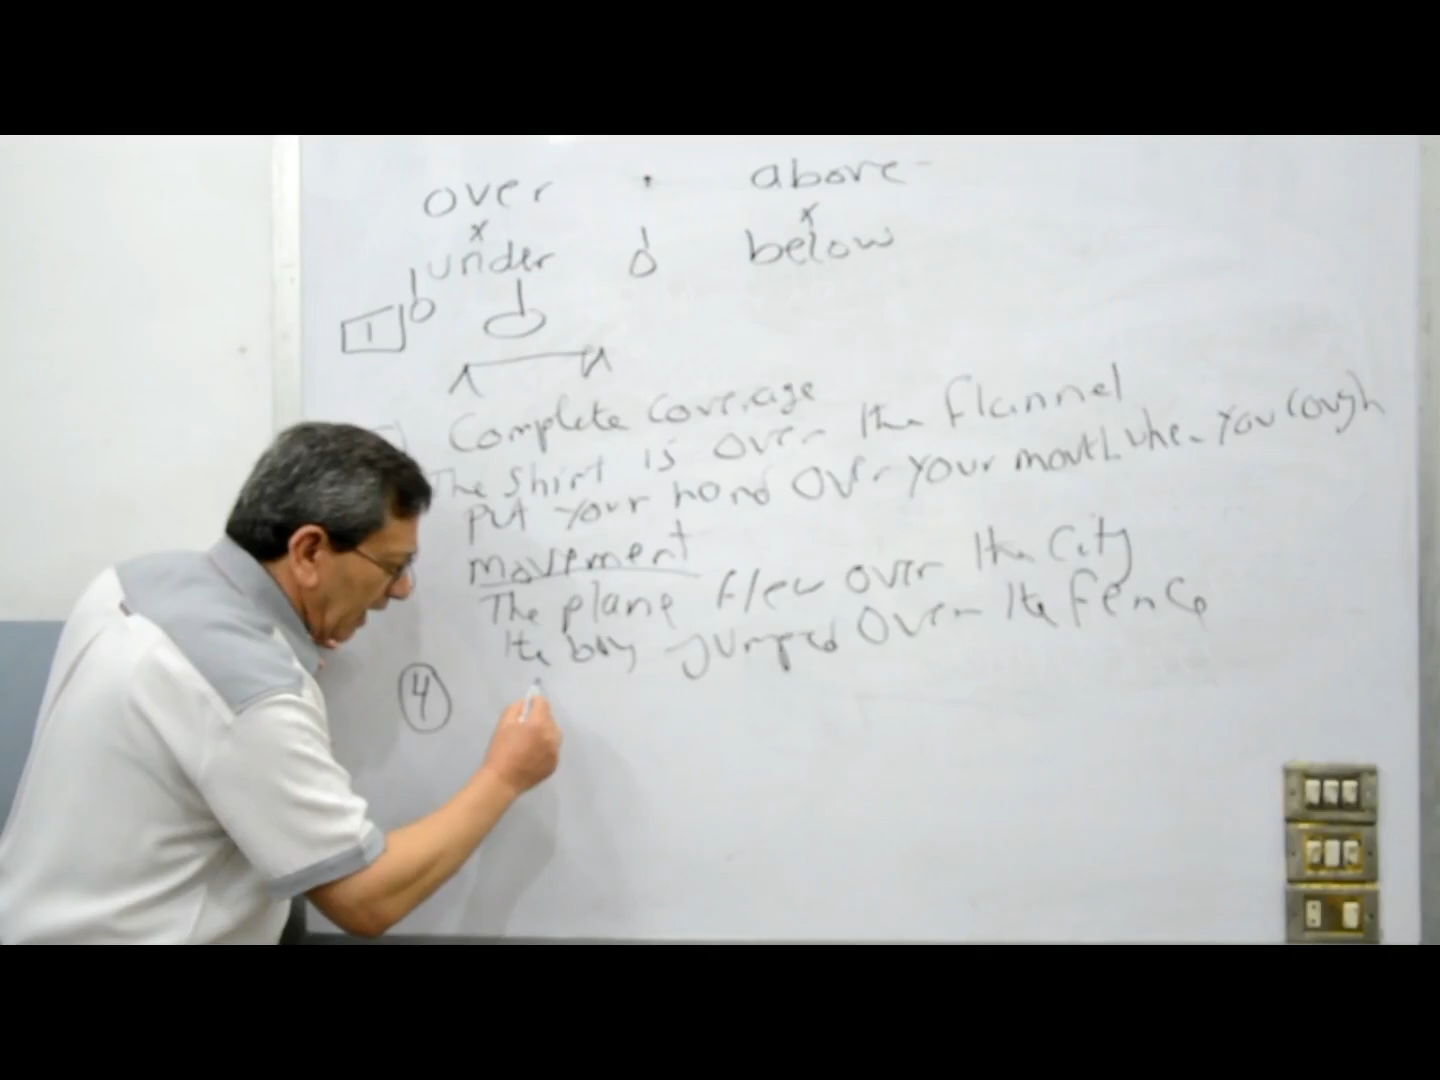 over above
x x
under below
1
Complete Coverage
The shirt is over the flannel
Put your hand over your mouth when you cough
movement
The plane flew over the city
the boy jumped over the fence
4